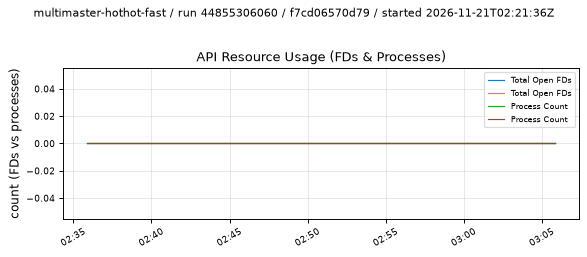 multimaster-hothot-fast / run 44855306060 / f7cd06570d79 / started 2026-11-21T02:21:36Z
API Resource Usage (FDs & Processes)
count (FDs vs processes)
0.04
0.02
0.00
−0.02
−0.04
Total Open FDs
Total Open FDs
Process Count
Process Count
02:35
02:40
02:45
02:50
02:55
03:00
03:05